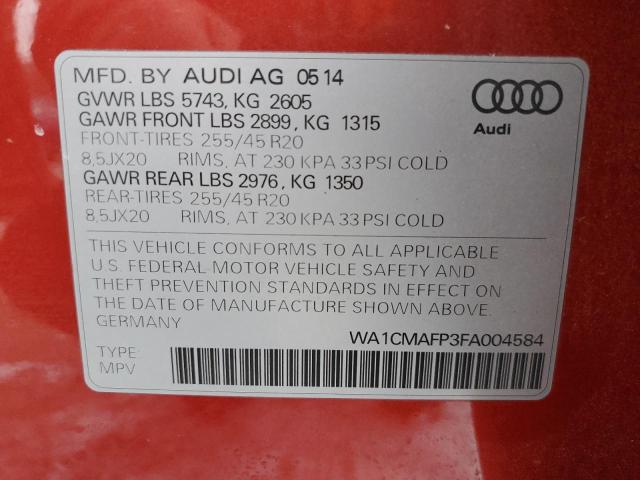 MFD. BY AUDI AG 05 14
GVWR LBS 5743, KG 2605
GAWR FRONT LBS 2899, KG 1315
FRONT-TIRES 255/45 R20
8,5JX20 RIMS, AT 230 KPA 33 PSI COLD
GAWR REAR LBS 2976, KG 1350
REAR-TIRES 255/45 R20
8,5JX20 RIMS, AT 230 KPA 33 PSI COLD
Audi
THIS VEHICLE CONFORMS TO ALL APPLICABLE
U.S. FEDERAL MOTOR VEHICLE SAFETY AND
THEFT PREVENTION STANDARDS IN EFFECT ON
THE DATE OF MANUFACTURE SHOWN ABOVE.
GERMANY
WA1CMAFP3FA004584
TYPE:
MPV